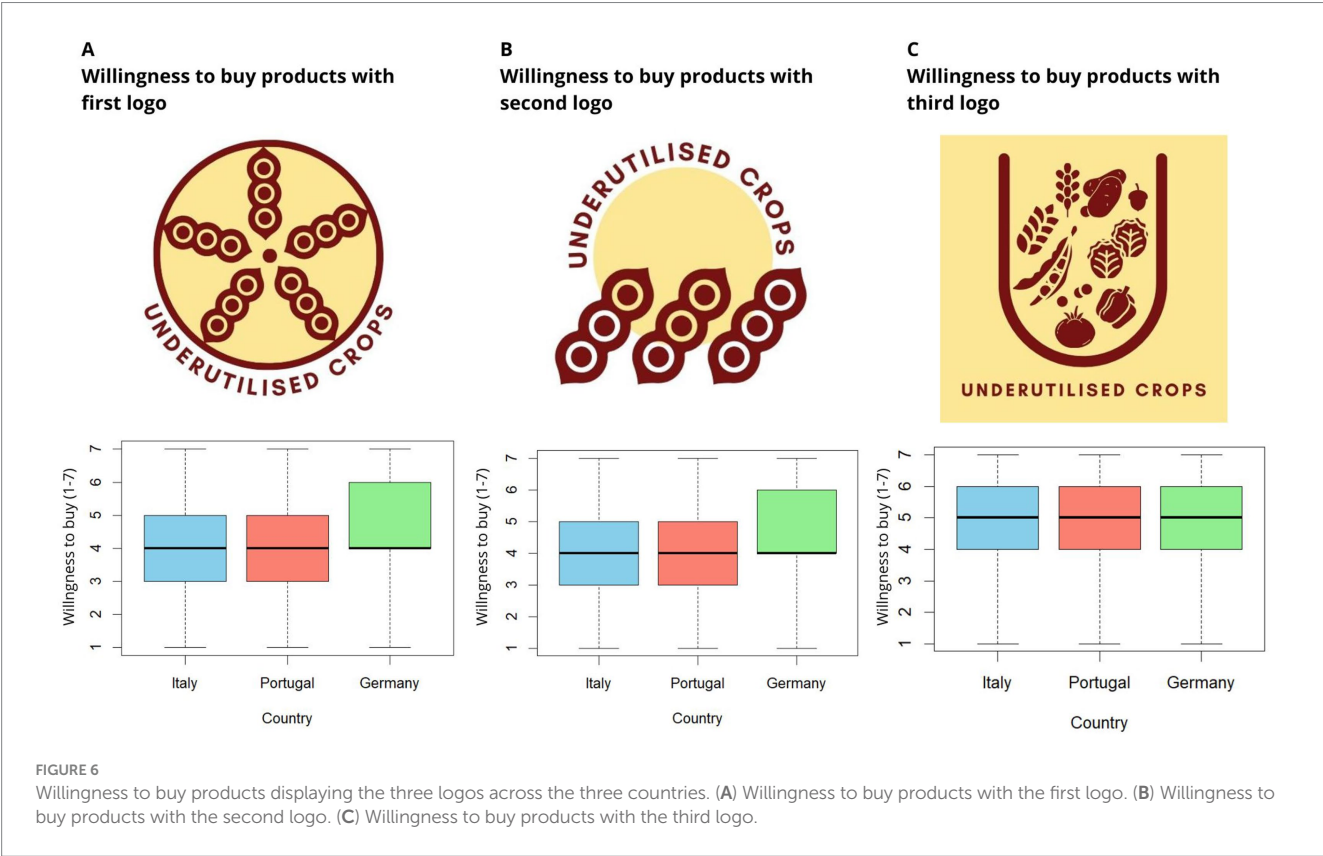 A
Willingness to buy products with
first logo
UNDERUTILISED CROPS
Willngness to buy (1-7)
7
6
5
4
3
2
1
Italy Portugal Germany
Country
B
Willingness to buy products with
second logo
UNDERUTILISED CROPS
Willngness to buy (1-7)
7
6
5
4
3
2
1
Italy Portugal Germany
Country
C
Willingness to buy products with
third logo
UNDERUTILISED CROPS
Willngness to buy (1-7)
7
6
5
4
3
2
1
Italy Portugal Germany
Country
FIGURE 6
Willingness to buy products displaying the three logos across the three countries. (A) Willingness to buy products with the first logo. (B) Willingness to
buy products with the second logo. (C) Willingness to buy products with the third logo.